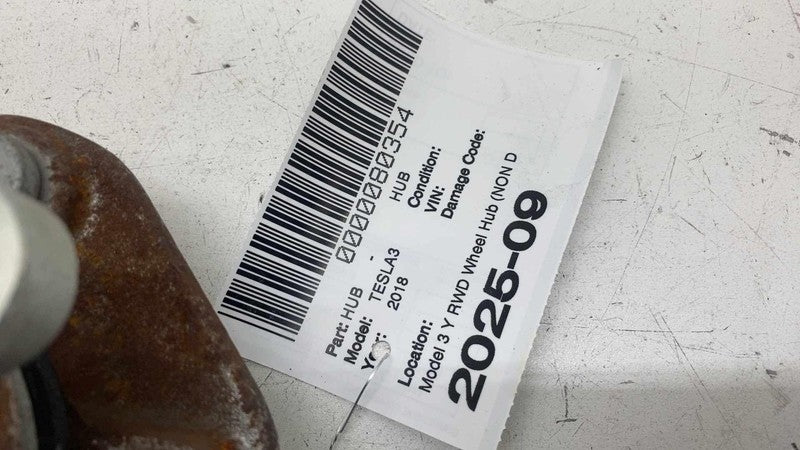 0000080354
Part: HUB - HUB
Model: TESLA3 Condition:
Year: 2018 VIN:
Damage Code:
Location:
Model 3 Y RWD Wheel Hub (NON D
2025-09